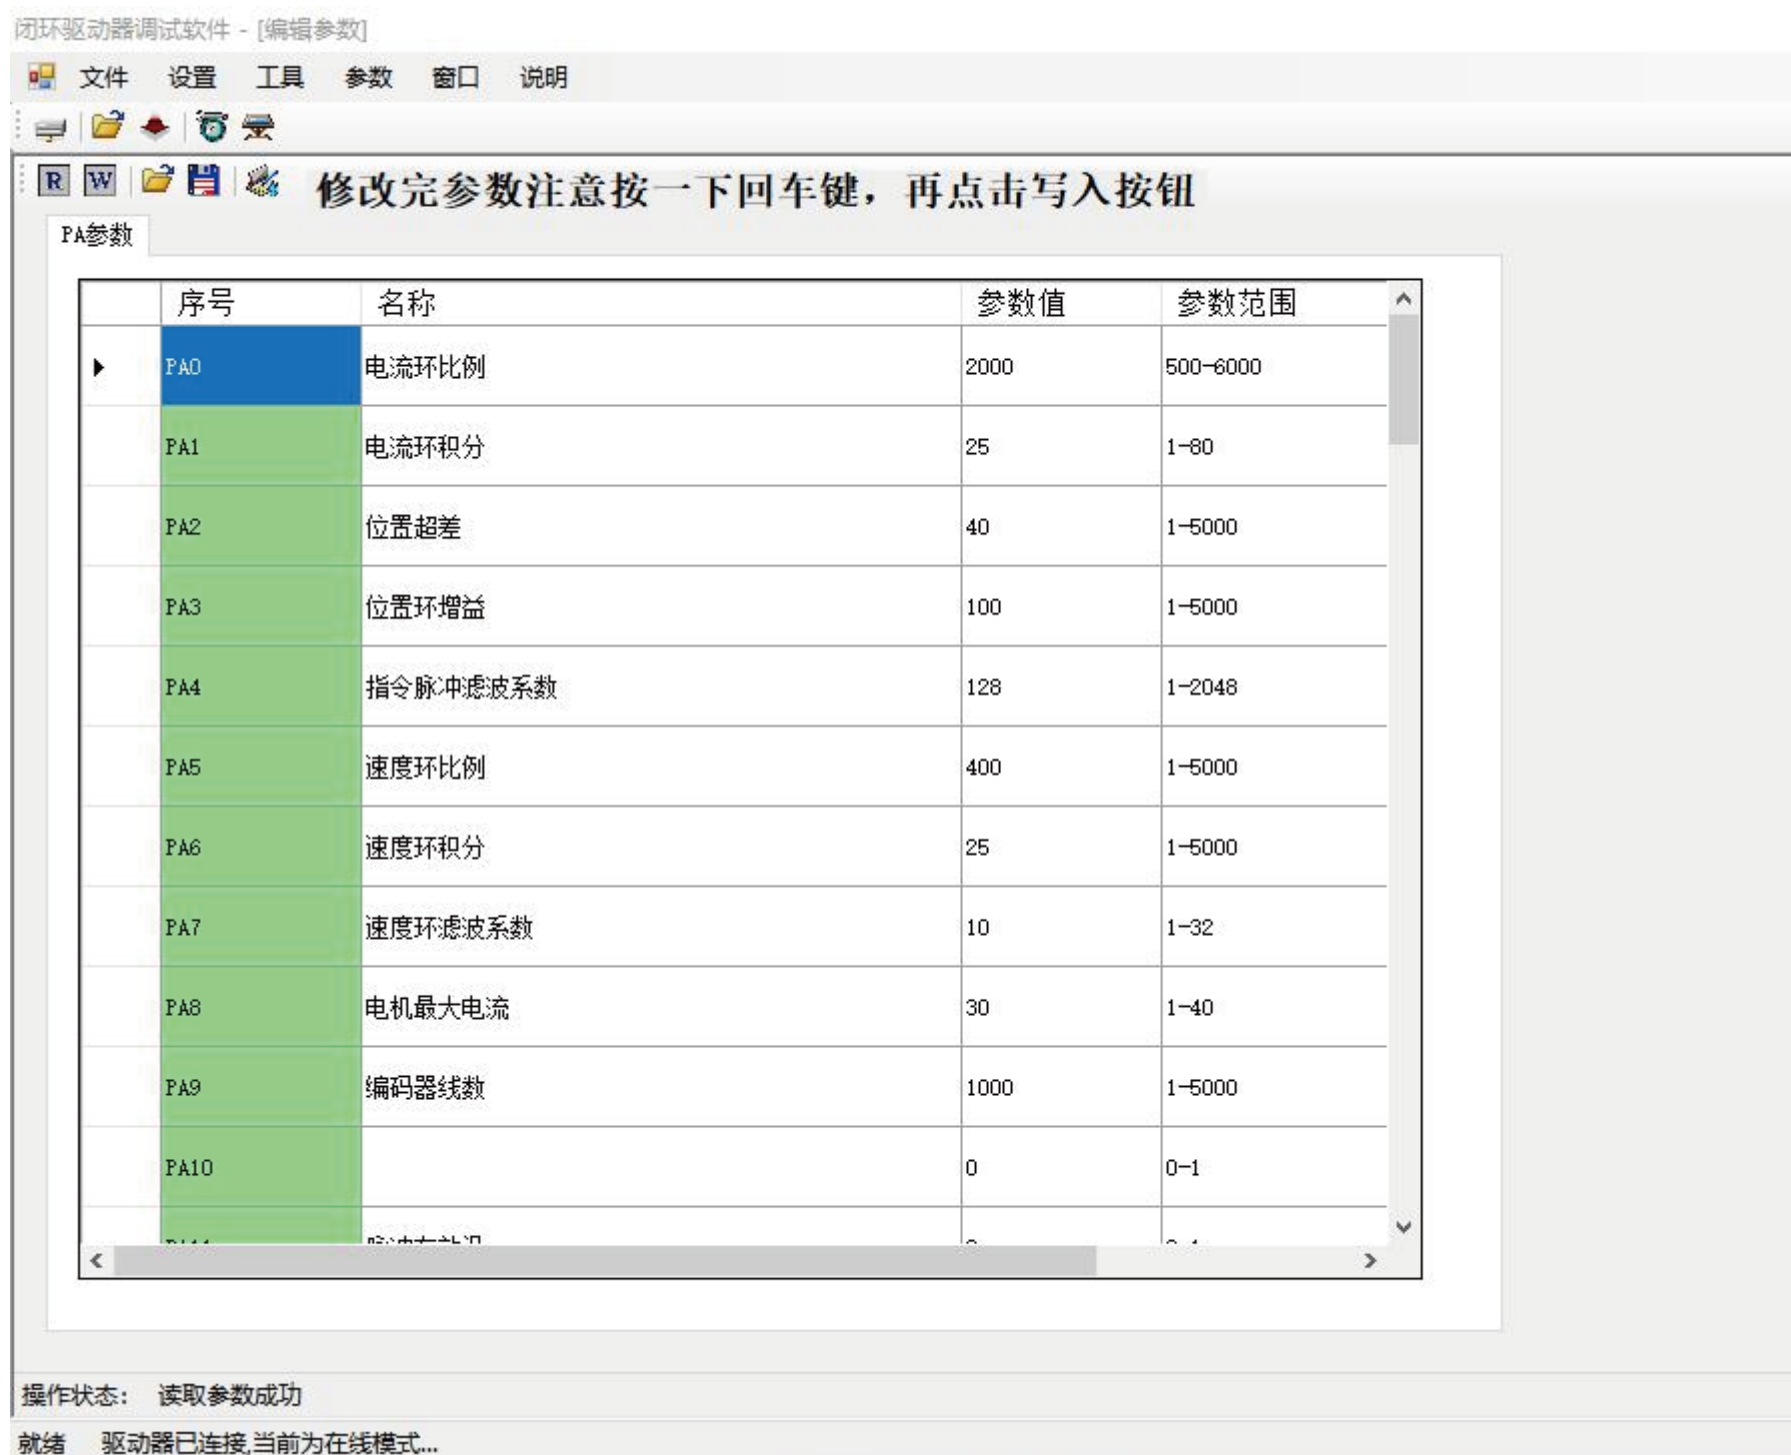 闭环驱动器调试软件 - [编辑参数]
文件 设置 工具 参数 窗口 说明
R W 修改完参数注意按一下回车键，再点击写入按钮
PA参数
序号 名称 参数值 参数范围
PA0 电流环比例 2000 500-6000
PA1 电流环积分 25 1-80
PA2 位置超差 40 1-5000
PA3 位置环增益 100 1-5000
PA4 指令脉冲滤波系数 128 1-2048
PA5 速度环比例 400 1-5000
PA6 速度环积分 25 1-5000
PA7 速度环滤波系数 10 1-32
PA8 电机最大电流 30 1-40
PA9 编码器线数 1000 1-5000
PA10 0 0-1
操作状态： 读取参数成功
就绪 驱动器已连接,当前为在线模式...